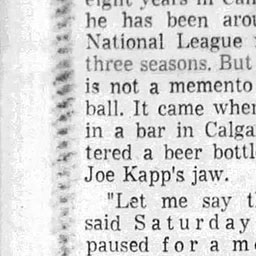 eight years in Can
he has been arou
National League
three seasons. But
is not a memento
ball. It came when
in a bar in Calga
tered a beer bottl
Joe Kapp's jaw.
"Let me say t
said Saturday
paused for a m